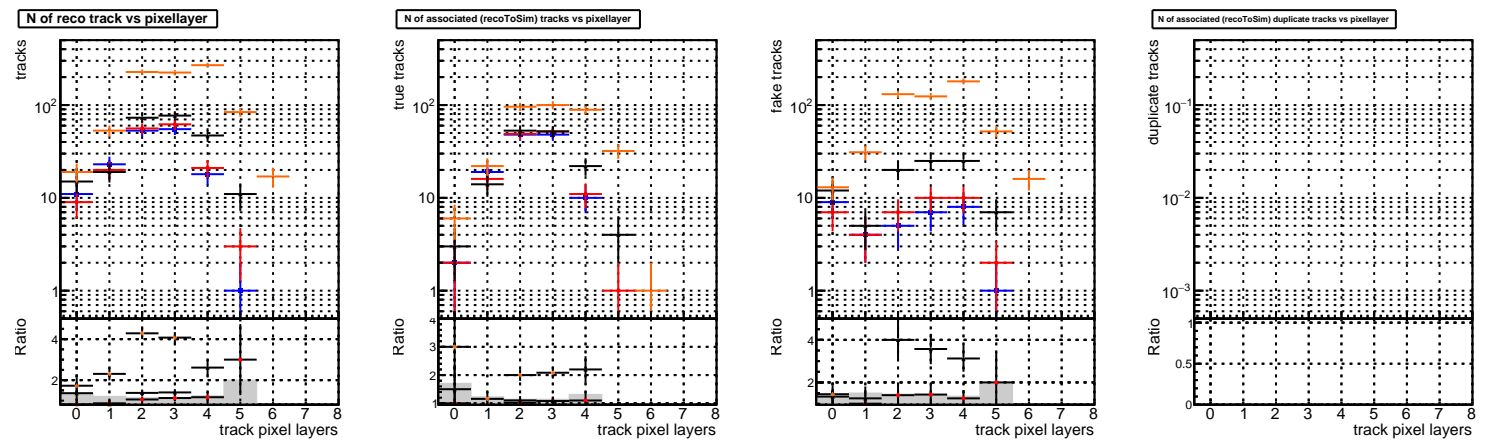 N of reco track vs pixellayer
tracks
10²
10
1
Ratio
4
2
0 1 2 3 4 5 6 7 8
track pixel layers
N of associated (recoToSim) tracks vs pixellayer
true tracks
10²
10
1
Ratio
4
3
2
1
0 1 2 3 4 5 6 7 8
track pixel layers
fake tracks
10²
10
1
Ratio
4
2
0 1 2 3 4 5 6 7 8
track pixel layers
N of associated (recoToSim) duplicate tracks vs pixellayer
duplicate tracks
10⁻¹
10⁻²
10⁻³
Ratio
1
0.5
0
0 1 2 3 4 5 6 7 8
track pixel layers